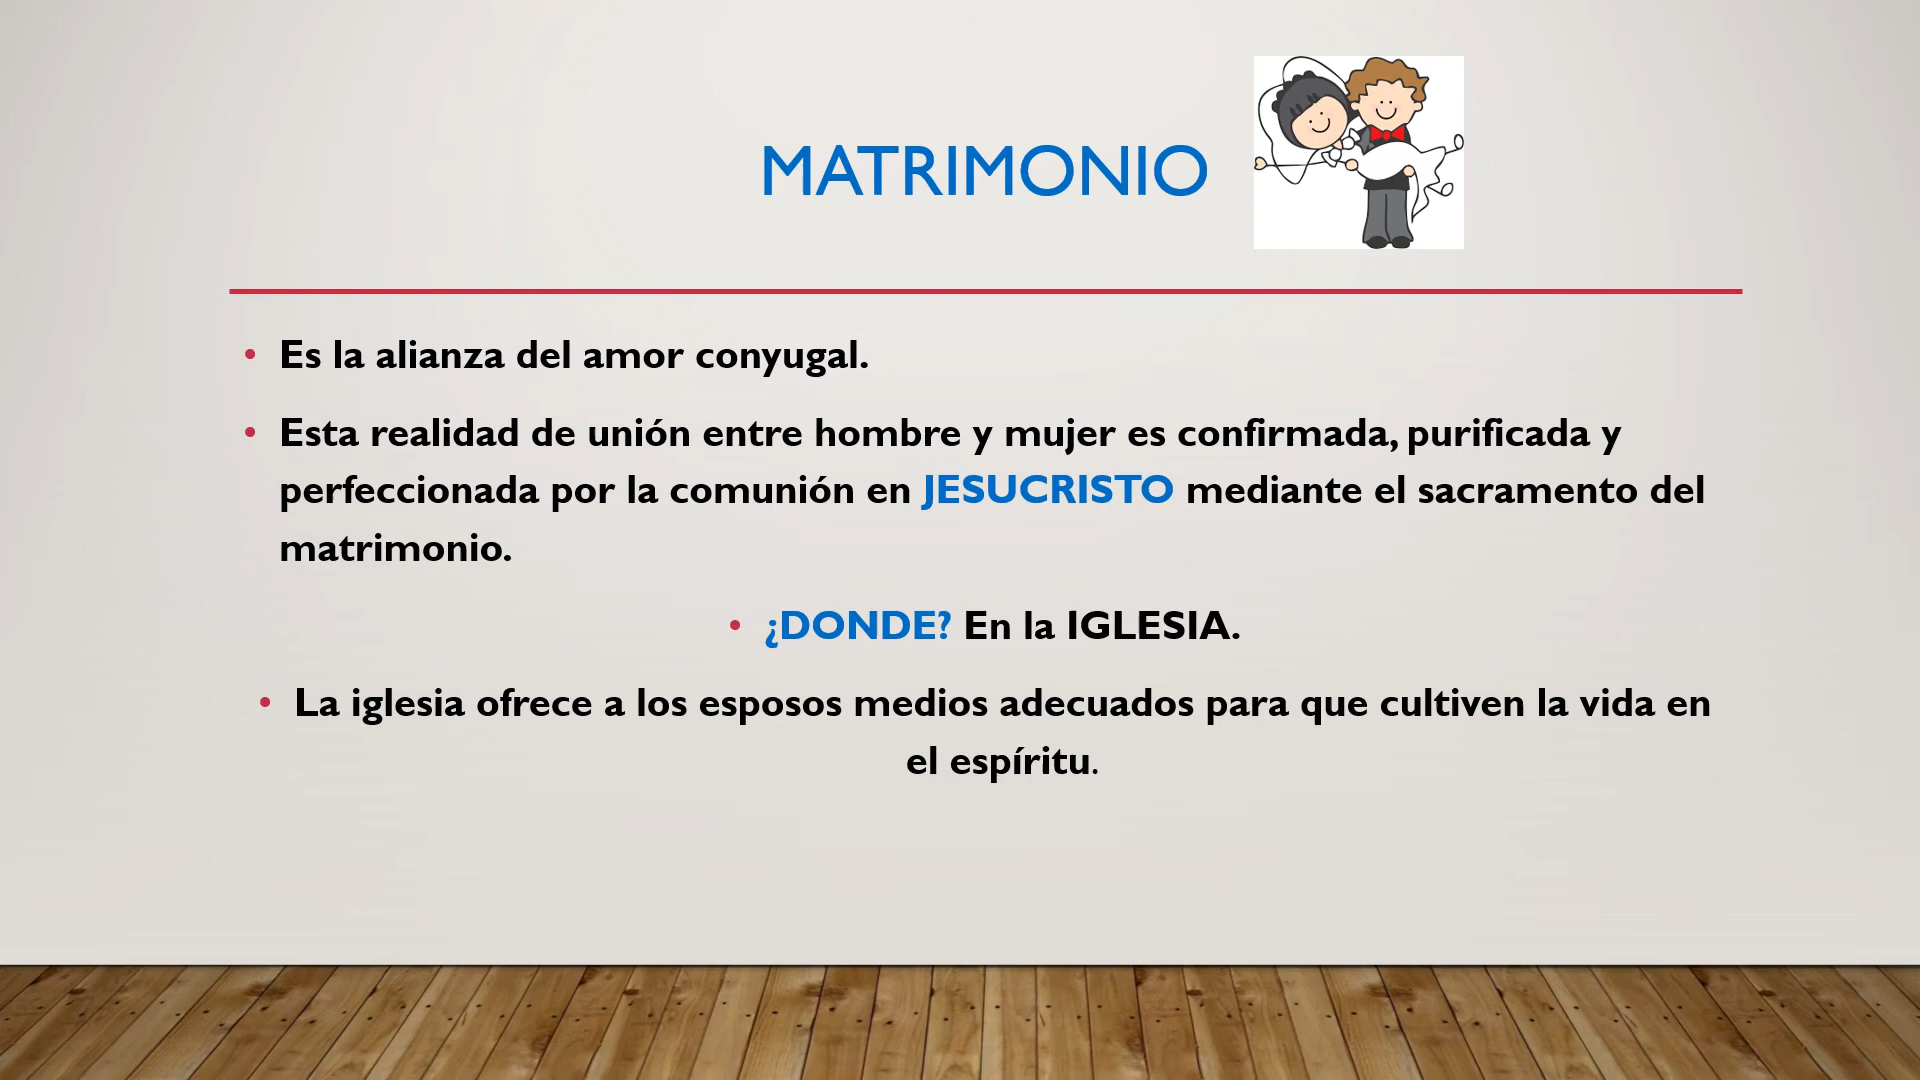 MATRIMONIO
• Es la alianza del amor conyugal.
• Esta realidad de unión entre hombre y mujer es confirmada, purificada y
perfeccionada por la comunión en JESUCRISTO mediante el sacramento del
matrimonio.
• ¿DONDE? En la IGLESIA.
• La iglesia ofrece a los esposos medios adecuados para que cultiven la vida en
el espíritu.